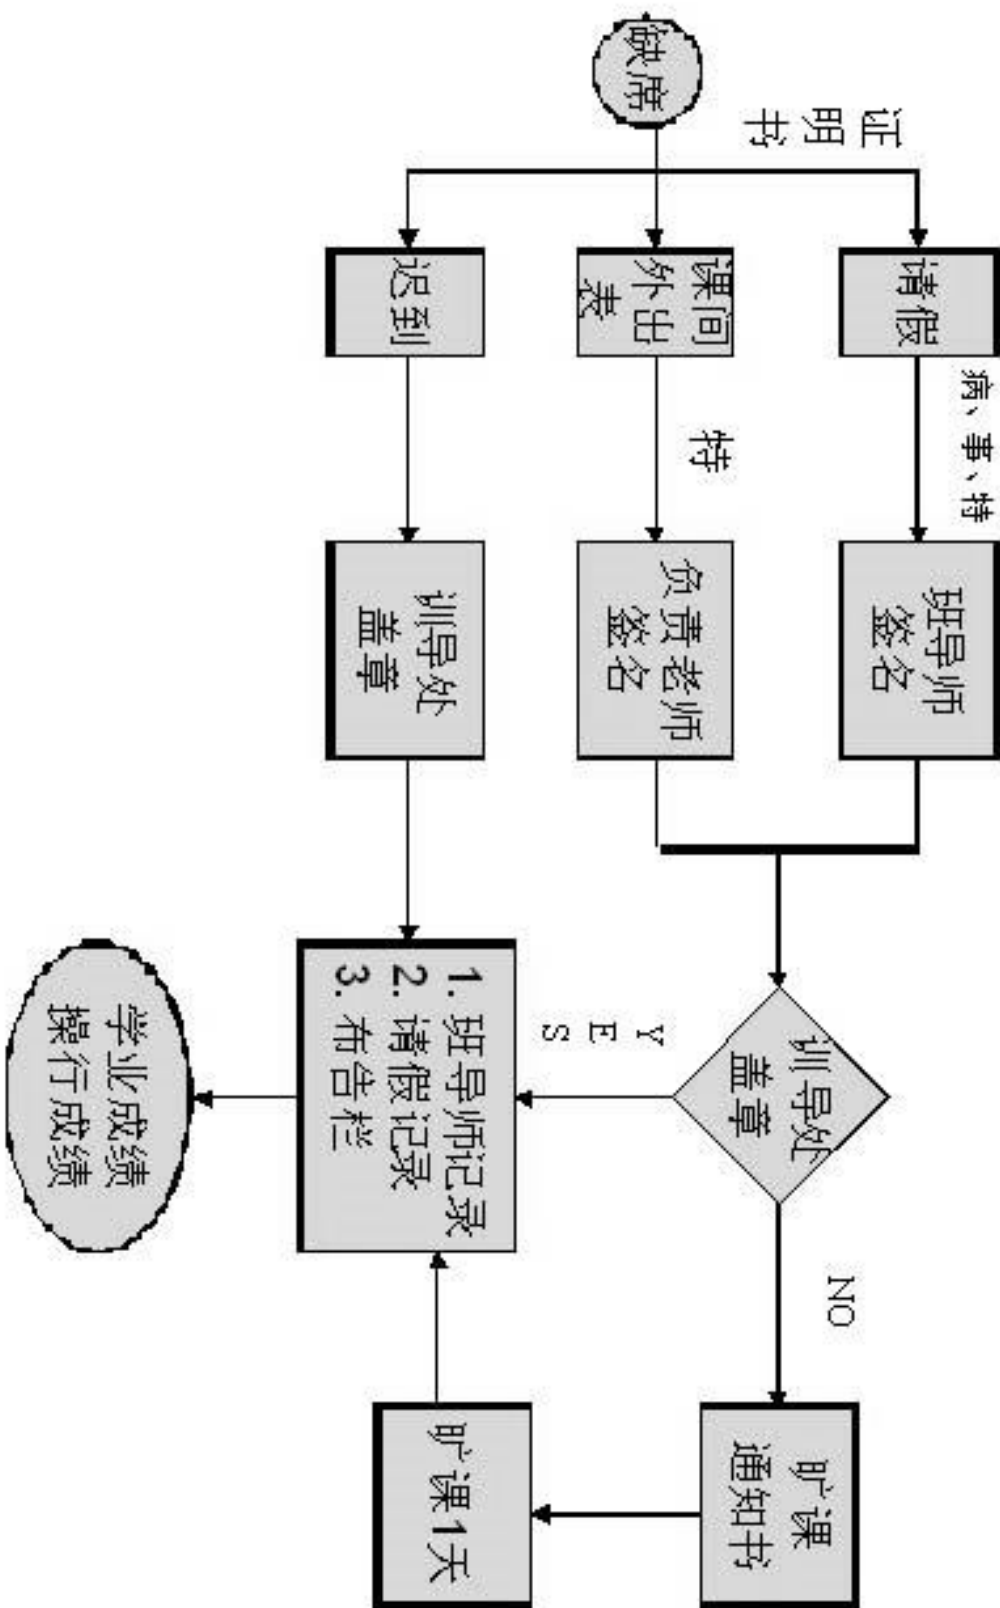 缺席
证明书
请假
课间
外出
表
迟到
病、事、特
特
班导师
签名
负责老师
签名
训导处
盖章
训导处
盖章
YES
NO
1. 班导师记录
2. 请假记录
3. 布告栏
旷课
通知书
旷课1天
学业成绩
操行成绩